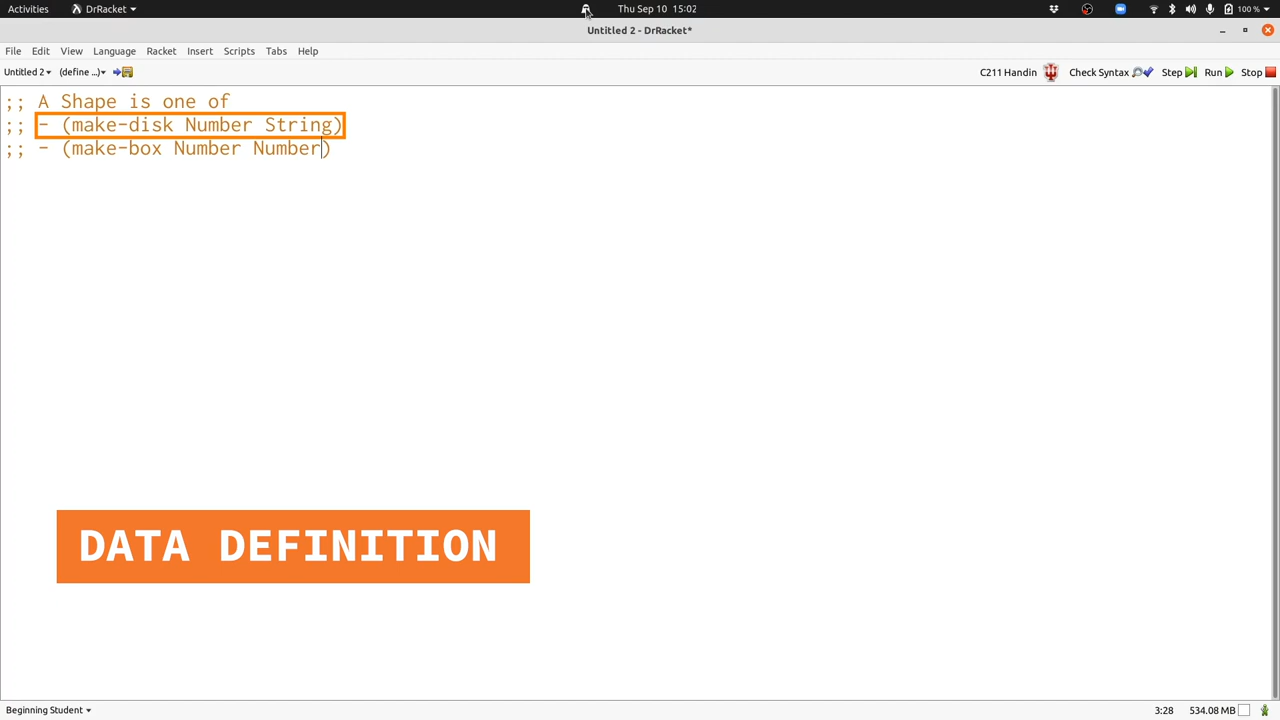 Activities DrRacket Thu Sep 10 15:02 100 %
Untitled 2 - DrRacket*
File Edit View Language Racket Insert Scripts Tabs Help
Untitled 2 (define ...) C211 Handin Check Syntax Step Run Stop
;; A Shape is one of
;; - (make-disk Number String)
;; - (make-box Number Number)
DATA DEFINITION
Beginning Student 3:28 534.08 MB